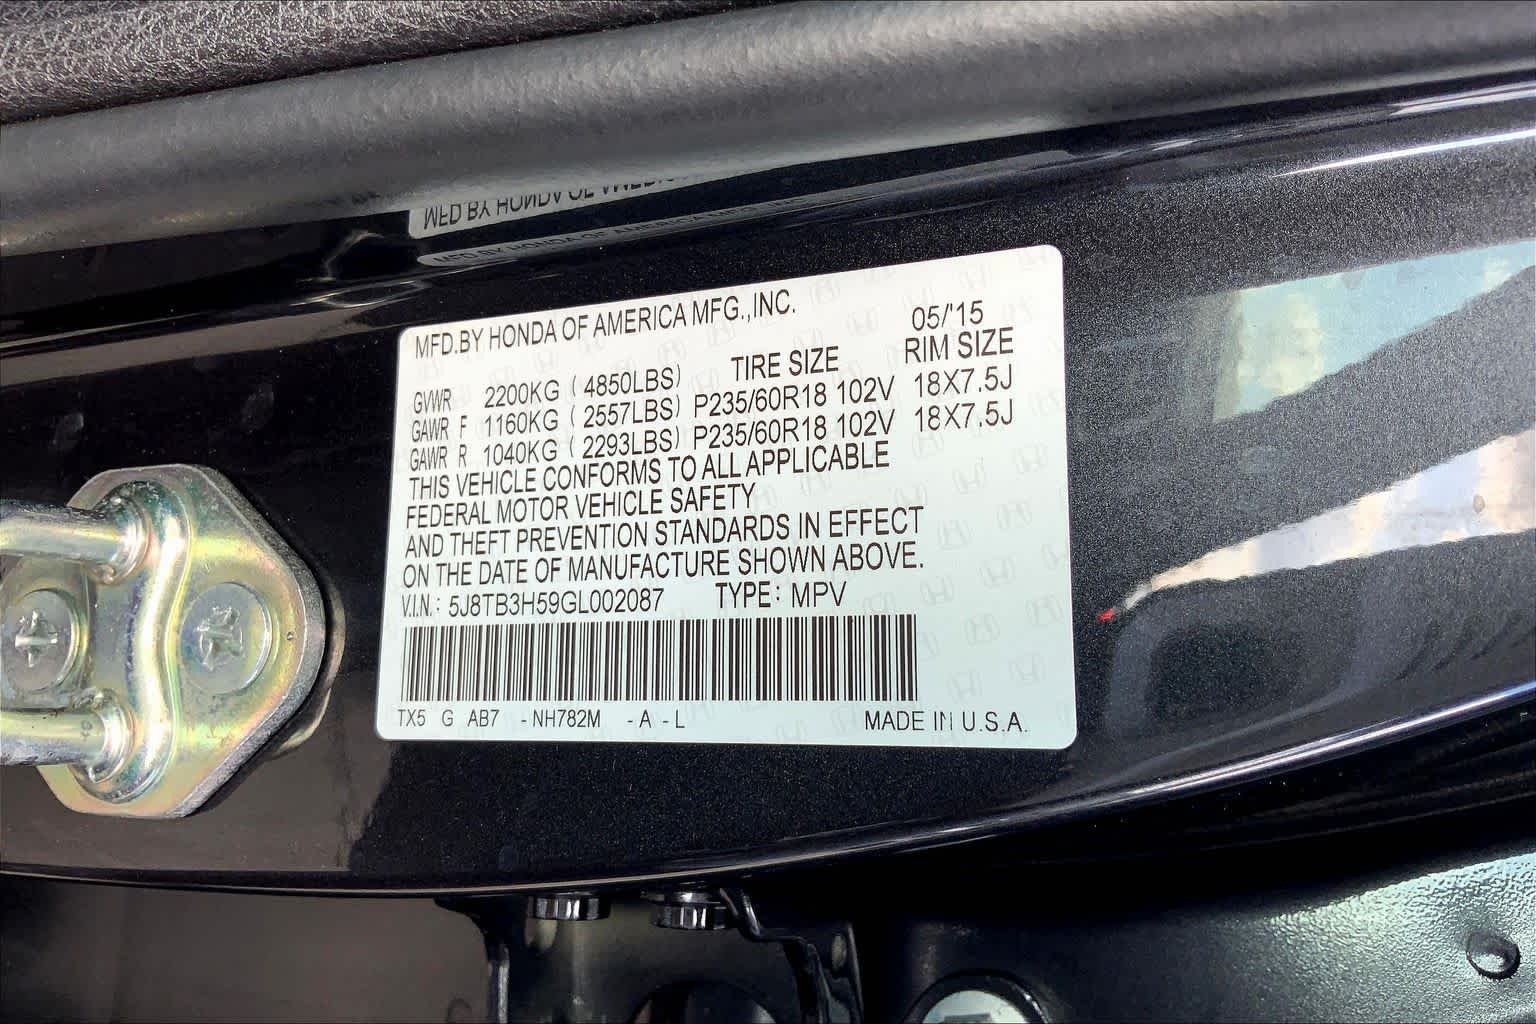 MFD.BY HONDA OF AMERICA MFG.,INC. 05/'15
TIRE SIZE RIM SIZE
GVWR 2200KG ( 4850LBS)
GAWR F 1160KG ( 2557LBS) P235/60R18 102V 18X7.5J
GAWR R 1040KG ( 2293LBS) P235/60R18 102V 18X7.5J
THIS VEHICLE CONFORMS TO ALL APPLICABLE
FEDERAL MOTOR VEHICLE SAFETY
AND THEFT PREVENTION STANDARDS IN EFFECT
ON THE DATE OF MANUFACTURE SHOWN ABOVE.
V.I.N.: 5J8TB3H59GL002087 TYPE: MPV
TX5 G AB7 -NH782M -A -L MADE IN U.S.A.